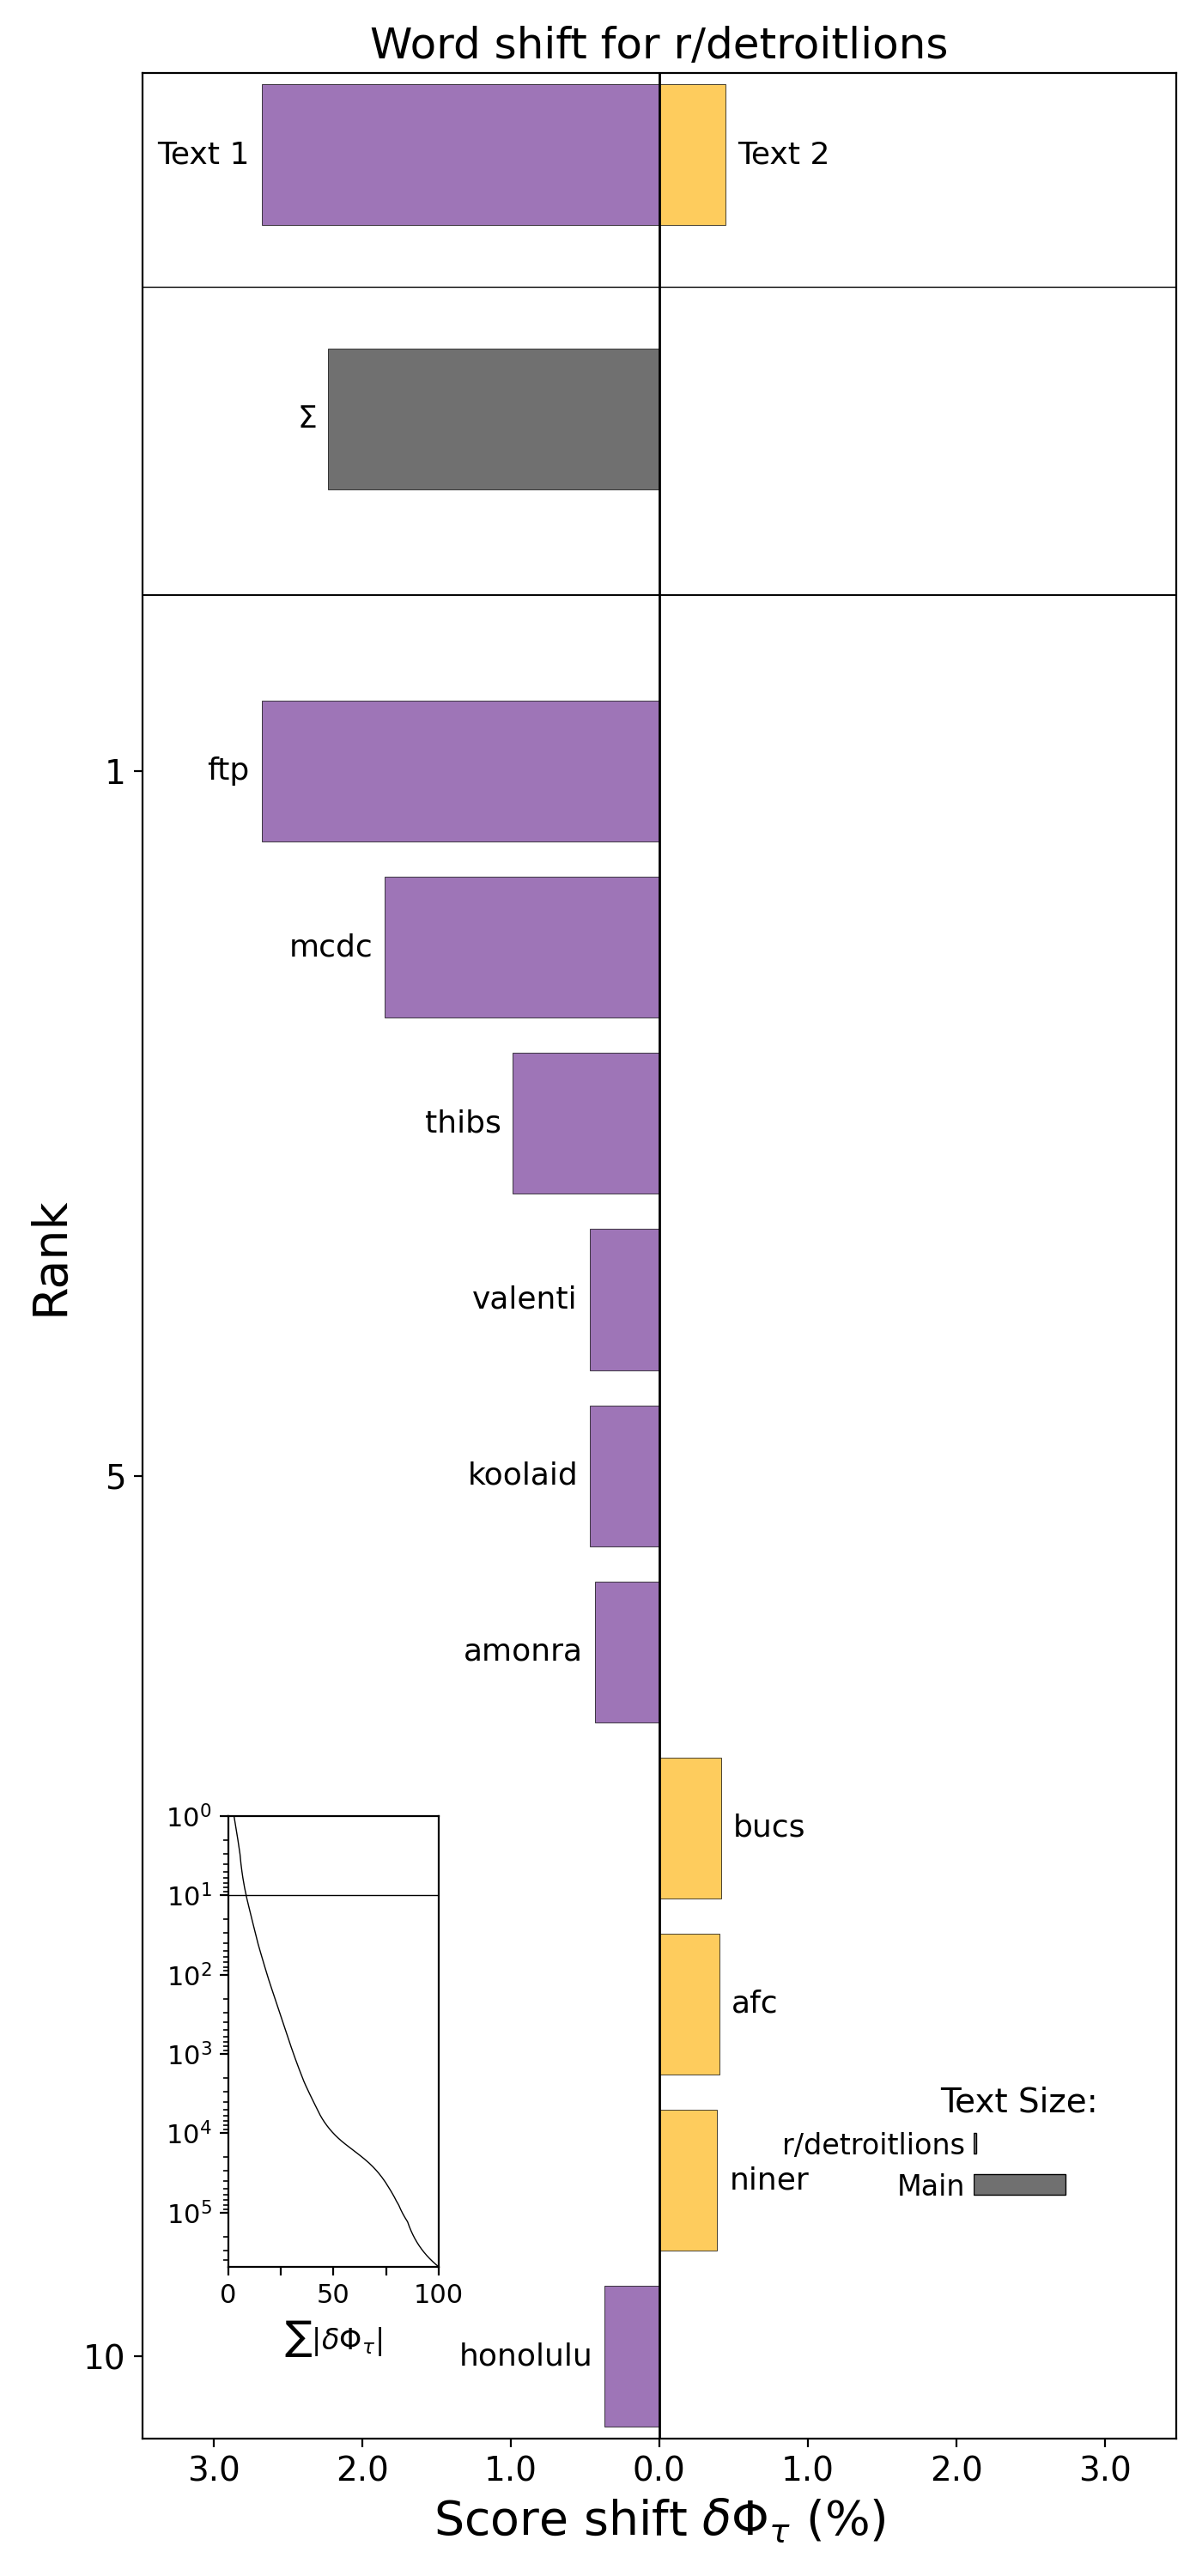 Word shift for r/detroitlions
Text 1
Text 2
Σ
1
ftp
mcdc
thibs
valenti
Rank
5
koolaid
amonra
bucs
afc
niner
10
honolulu
10⁰
10¹
10²
10³
10⁴
10⁵
0 50 100
∑|δΦ_τ|
Text Size:
r/detroitlions
Main
3.0 2.0 1.0 0.0 1.0 2.0 3.0
Score shift δΦ_τ (%)